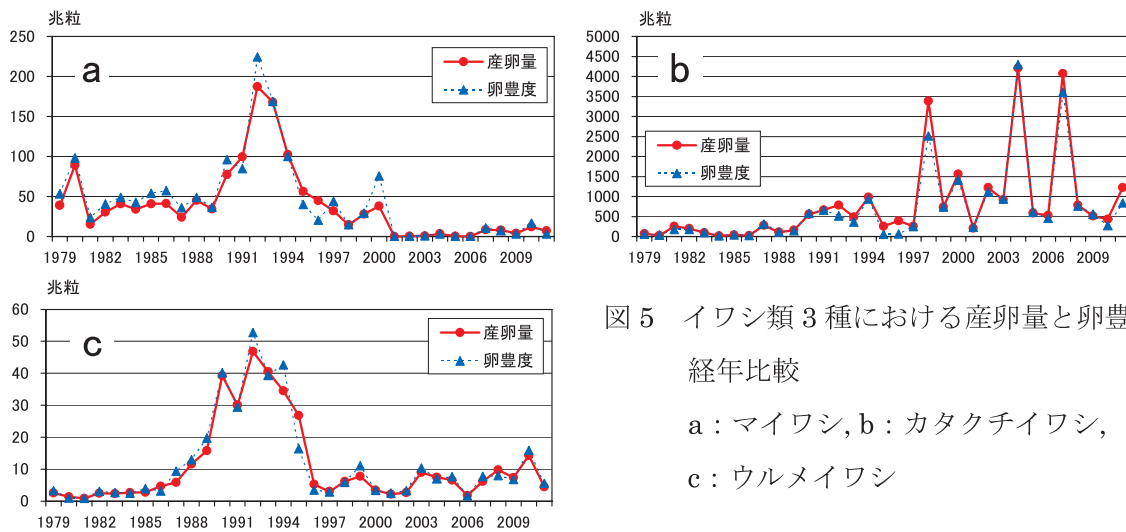 兆粒
250
200
150
100
50
0
a
産卵量
卵豊度
1979 1982 1985 1988 1991 1994 1997 2000 2003 2006 2009
兆粒
5000
4500
4000
3500
3000
2500
2000
1500
1000
500
0
b
産卵量
卵豊度
1979 1982 1985 1988 1991 1994 1997 2000 2003 2006 2009
兆粒
60
50
40
30
20
10
0
c
産卵量
卵豊度
1979 1982 1985 1988 1991 1994 1997 2000 2003 2006 2009
図 5 イワシ類 3 種における産卵量と卵豊
経年比較
a：マイワシ, b：カタクチイワシ,
c：ウルメイワシ